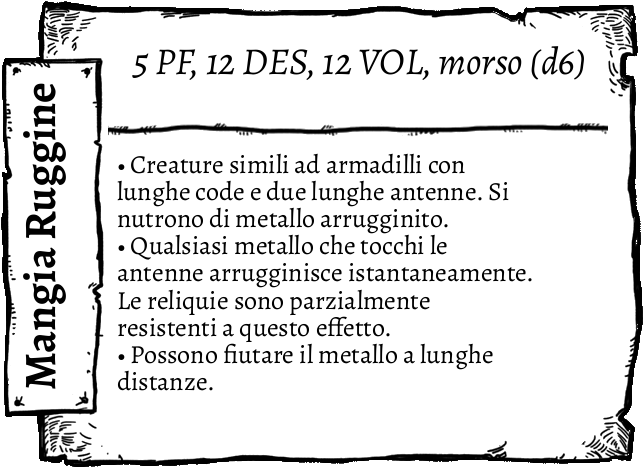 Mangia Ruggine
5 PF, 12 DES, 12 VOL, morso (d6)
• Creature simili ad armadilli con
lunghe code e due lunghe antenne. Si
nutrono di metallo arrugginito.
• Qualsiasi metallo che tocchi le
antenne arrugginisce istantaneamente.
Le reliquie sono parzialmente
resistenti a questo effetto.
• Possono fiutare il metallo a lunghe
distanze.